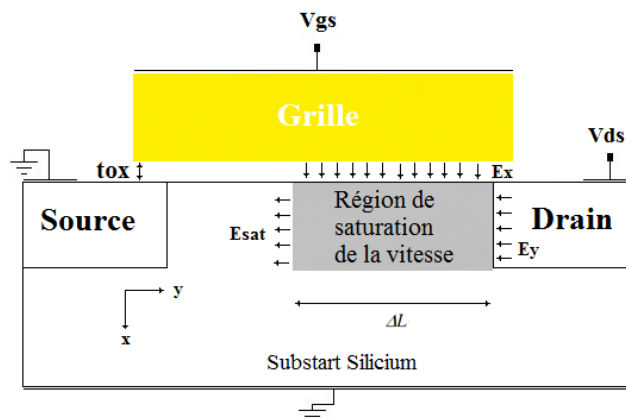 Vgs
Grille
Vds
tox
Ex
Source
Région de
saturation
de la vitesse
Drain
Esat
Ey
y
x
ΔL
Substart Silicium